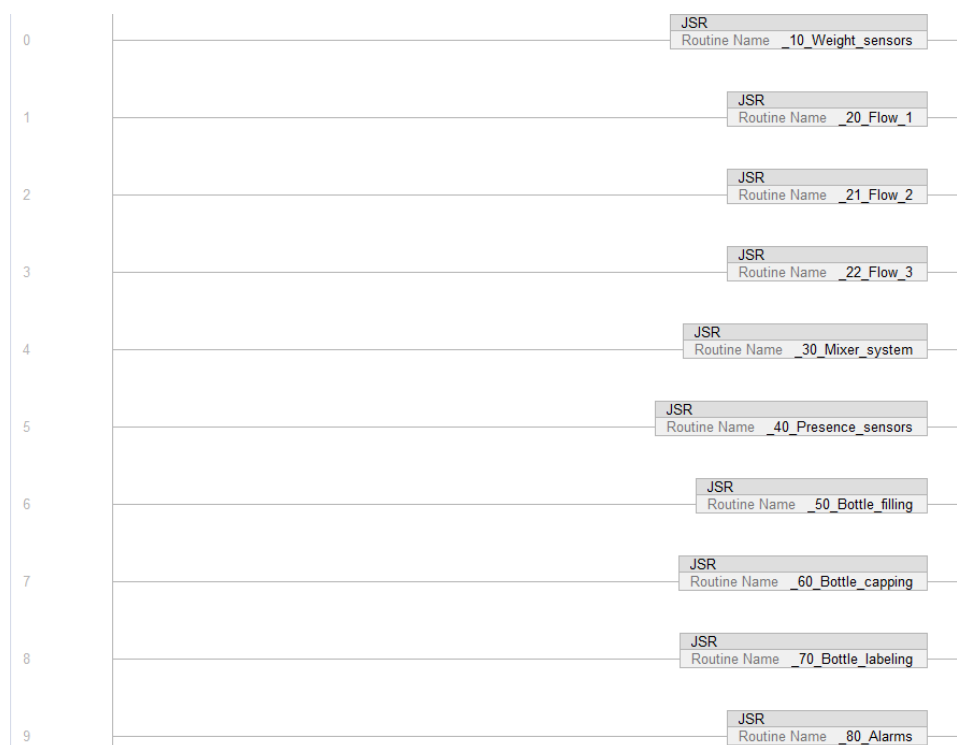 JSR
0 Routine Name _10_Weight_sensors
JSR
1 Routine Name _20_Flow_1
JSR
2 Routine Name _21_Flow_2
JSR
3 Routine Name _22_Flow_3
JSR
4 Routine Name _30_Mixer_system
JSR
5 Routine Name _40_Presence_sensors
JSR
6 Routine Name _50_Bottle_filling
JSR
7 Routine Name _60_Bottle_capping
JSR
8 Routine Name _70_Bottle_labeling
JSR
9 Routine Name _80_Alarms